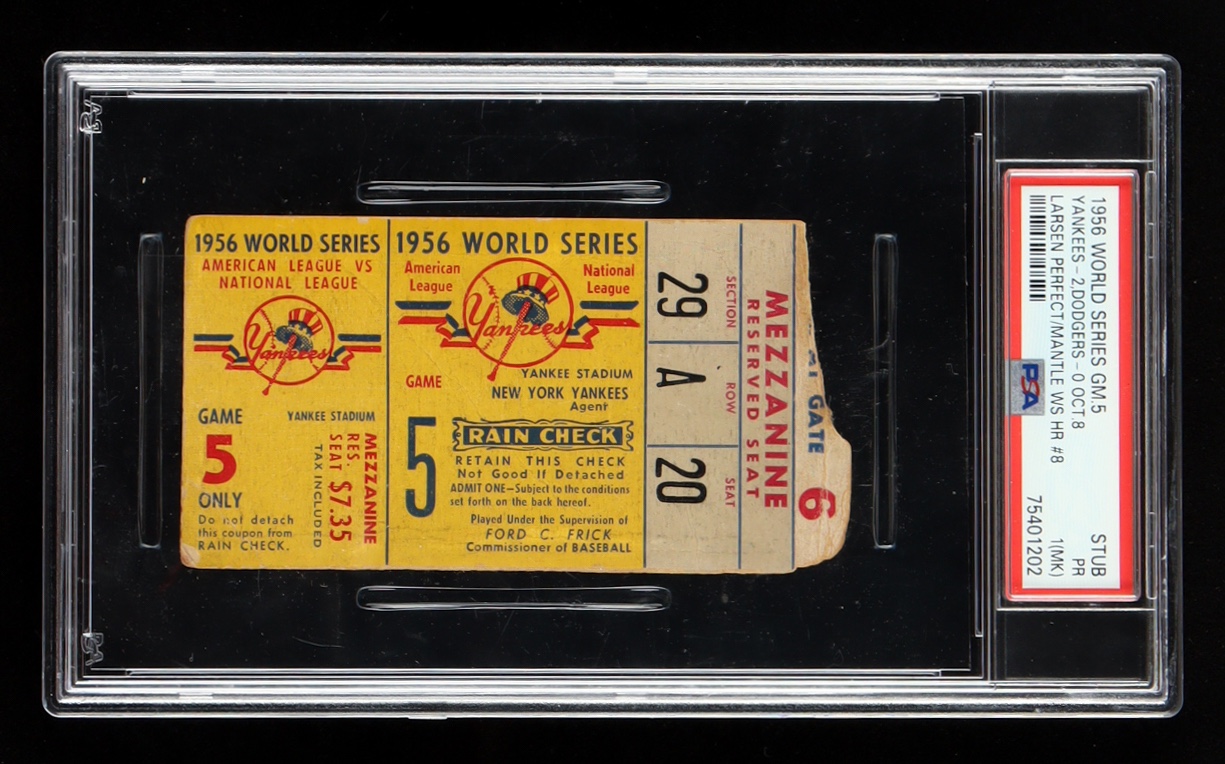 1956 WORLD SERIES
AMERICAN LEAGUE VS
NATIONAL LEAGUE
Yankees
GAME
5
ONLY
YANKEE STADIUM
Do not detach
this coupon from
RAIN CHECK.
MEZZANINE
RES. SEAT $7.35
TAX INCLUDED
1956 WORLD SERIES
American
League
National
League
Yankees
YANKEE STADIUM
GAME
5
NEW YORK YANKEES
Agent
RAIN CHECK
RETAIN THIS CHECK
Not Good If Detached
ADMIT ONE—Subject to the conditions
set forth on the back hereof.
Played Under the Supervision of
FORD C. FRICK
Commissioner of BASEBALL
29 SECTION
A ROW
20 SEAT
MEZZANINE
RESERVED SEAT
AT GATE
6
1956 WORLD SERIES GM.5 STUB
YANKEES - 2,DODGERS - 0 OCT.8 PR
LARSEN PERFECT/MANTLE WS HR #8 1(MK)
75401202
PSA